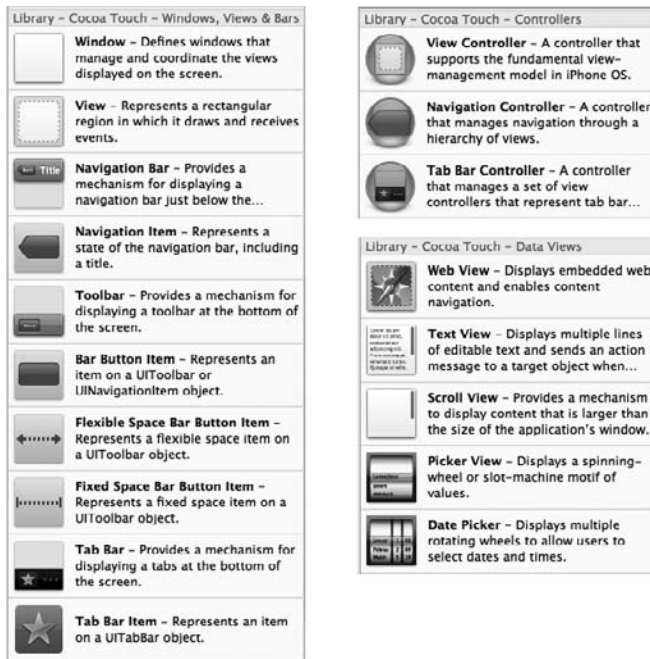 Library – Cocoa Touch – Windows, Views & Bars
Window – Defines windows that
manage and coordinate the views
displayed on the screen.
View – Represents a rectangular
region in which it draws and receives
events.
Title
Navigation Bar – Provides a
mechanism for displaying a
navigation bar just below the...
Navigation Item – Represents a
state of the navigation bar, including
a title.
Toolbar – Provides a mechanism for
displaying a toolbar at the bottom of
the screen.
Bar Button Item – Represents an
item on a UIToolbar or
UINavigationItem object.
Flexible Space Bar Button Item –
Represents a flexible space item on
a UIToolbar object.
Fixed Space Bar Button Item –
Represents a fixed space item on a
UIToolbar object.
Tab Bar – Provides a mechanism for
displaying a tabs at the bottom of
the screen.
Tab Bar Item – Represents an item
on a UITabBar object.
Library – Cocoa Touch – Controllers
View Controller – A controller that
supports the fundamental view–
management model in iPhone OS.
Navigation Controller – A controller
that manages navigation through a
hierarchy of views.
Tab Bar Controller – A controller
that manages a set of view
controllers that represent tab bar...
Library – Cocoa Touch – Data Views
Web View – Displays embedded web
content and enables content
navigation.
Text View – Displays multiple lines
of editable text and sends an action
message to a target object when...
Scroll View – Provides a mechanism
to display content that is larger than
the size of the application's window.
Picker View – Displays a spinning–
wheel or slot–machine motif of
values.
Date Picker – Displays multiple
rotating wheels to allow users to
select dates and times.